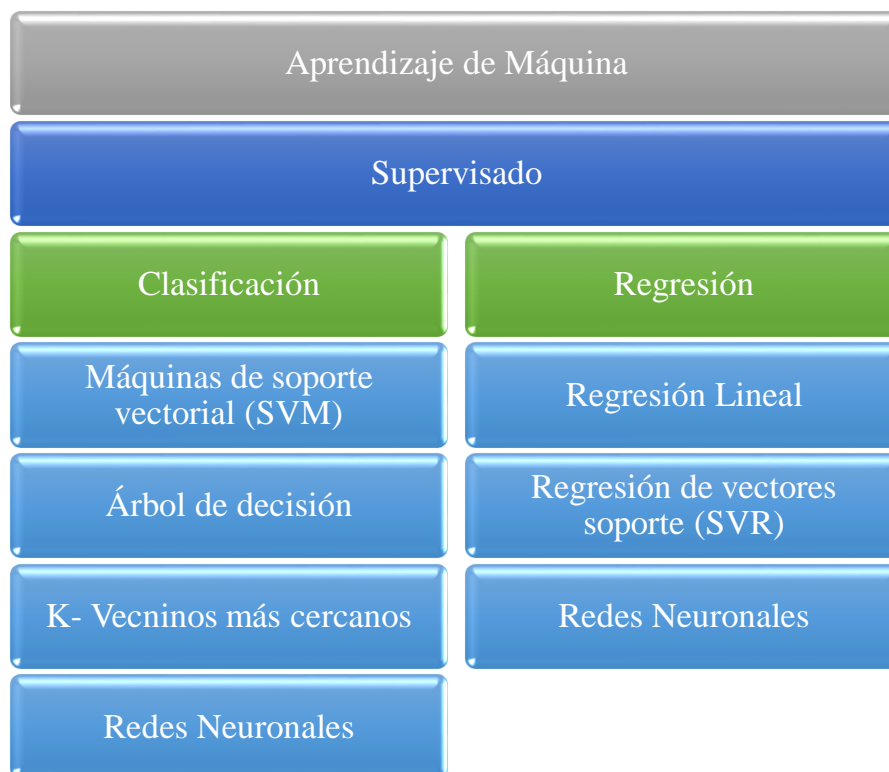 Aprendizaje de Máquina
Supervisado
Clasificación
Regresión
Máquinas de soporte
vectorial (SVM)
Regresión Lineal
Árbol de decisión
Regresión de vectores
soporte (SVR)
K- Vecninos más cercanos
Redes Neuronales
Redes Neuronales